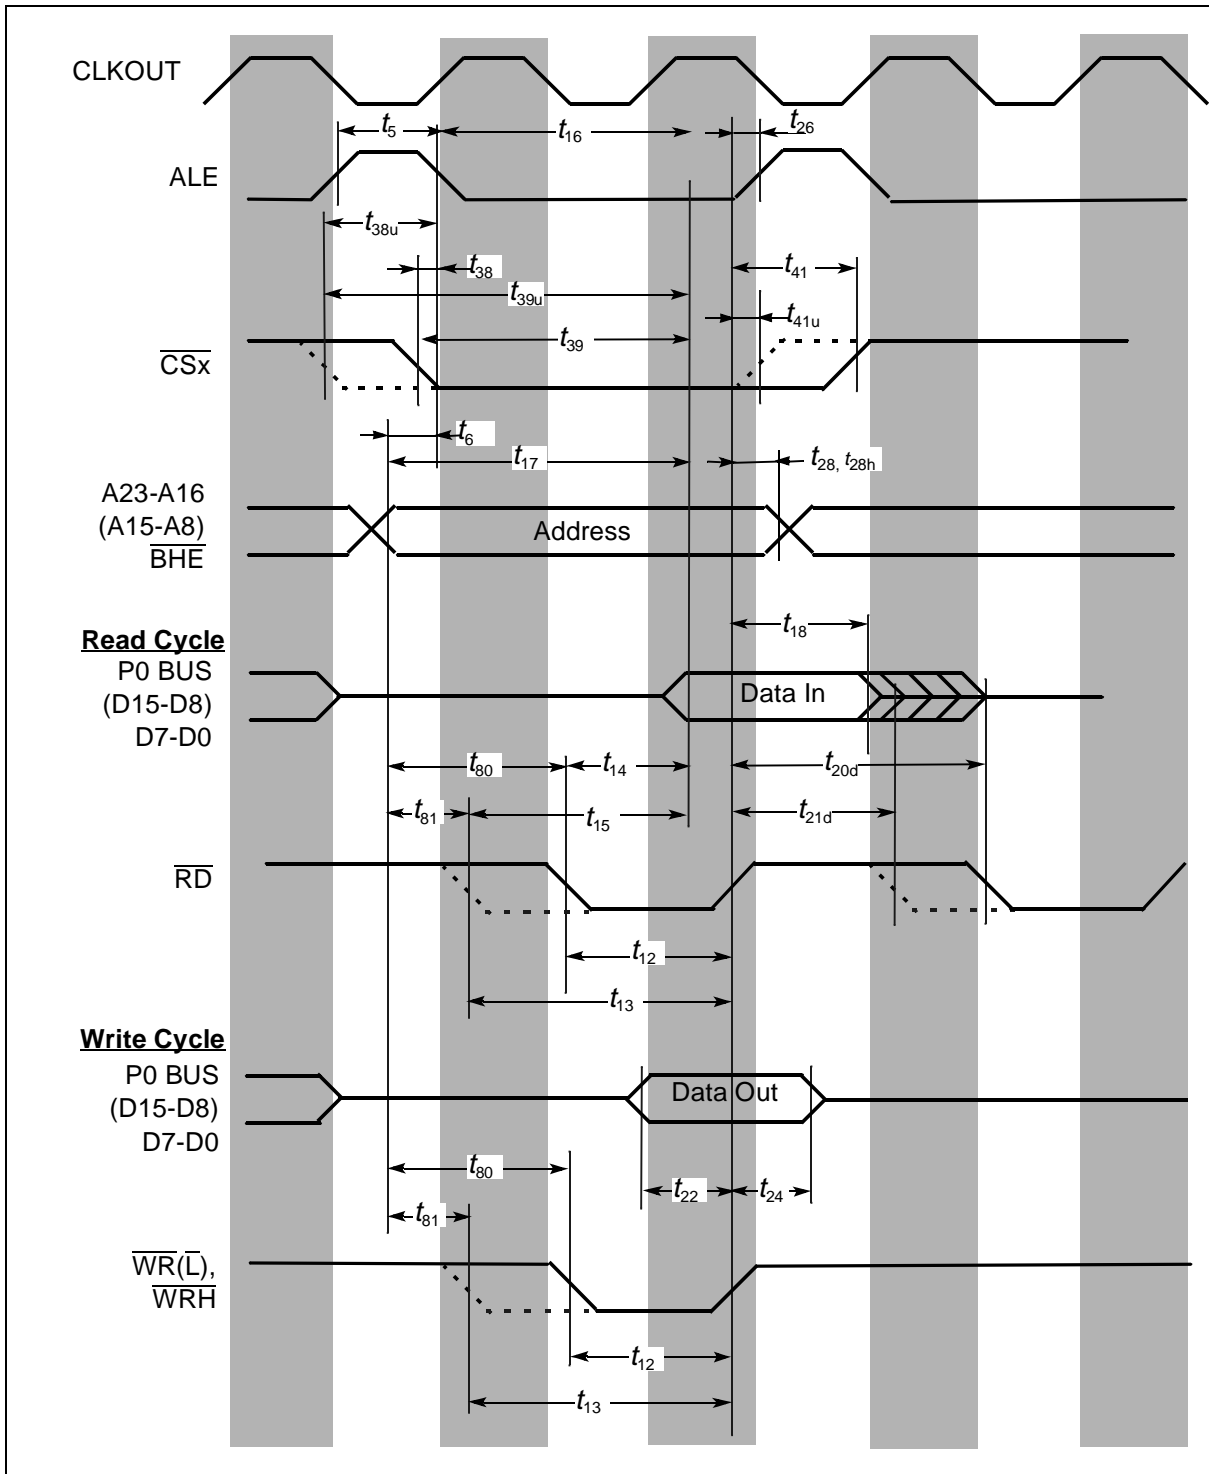 CLKOUT
t5
t16
t26
ALE
t38u
t38
t41
t39u
t41u
t39
CSx
t6
t17
t28, t28h
A23-A16
(A15-A8)
BHE
Address
Read Cycle
t18
P0 BUS
(D15-D8)
D7-D0
Data In
t80
t14
t20d
t81
t15
t21d
RD
t12
t13
Write Cycle
P0 BUS
(D15-D8)
D7-D0
Data Out
t80
t22
t24
t81
WR(L),
WRH
t12
t13